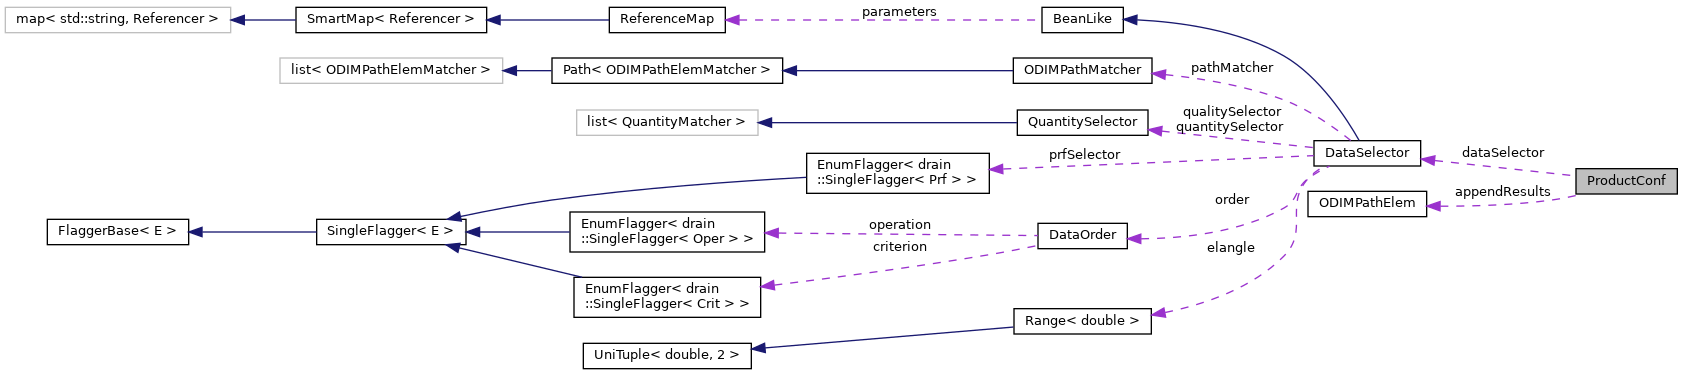 map< std::string, Referencer >
SmartMap< Referencer >
ReferenceMap
parameters
BeanLike
list< ODIMPathElemMatcher >
Path< ODIMPathElemMatcher >
ODIMPathMatcher
pathMatcher
list< QuantityMatcher >
QuantitySelector
qualitySelector
quantitySelector
EnumFlagger< drain
::SingleFlagger< Prf > >
prfSelector
DataSelector
dataSelector
ProductConf
appendResults
ODIMPathElem
order
elangle
FlaggerBase< E >
SingleFlagger< E >
EnumFlagger< drain
::SingleFlagger< Oper > >
operation
criterion
DataOrder
EnumFlagger< drain
::SingleFlagger< Crit > >
Range< double >
UniTuple< double, 2 >